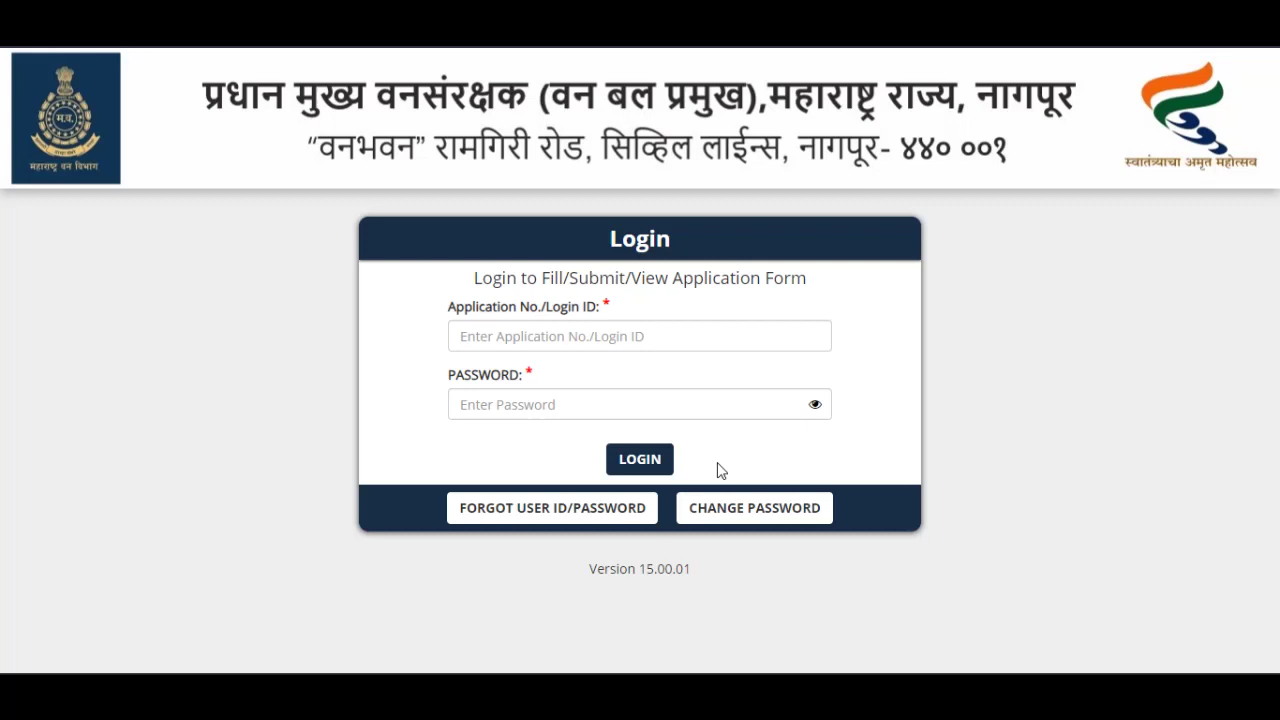 प्रधान मुख्य वनसंरक्षक (वन बल प्रमुख),महाराष्ट्र राज्य, नागपूर
“वनभवन” रामगिरी रोड, सिव्हिल लाईन्स, नागपूर- ४४० ००१
म.व.
महाराष्ट्र वन विभाग
स्वातंत्र्याचा अमृत महोत्सव
Login
Login to Fill/Submit/View Application Form
Application No./Login ID: *
Enter Application No./Login ID
PASSWORD: *
Enter Password
LOGIN
FORGOT USER ID/PASSWORD
CHANGE PASSWORD
Version 15.00.01